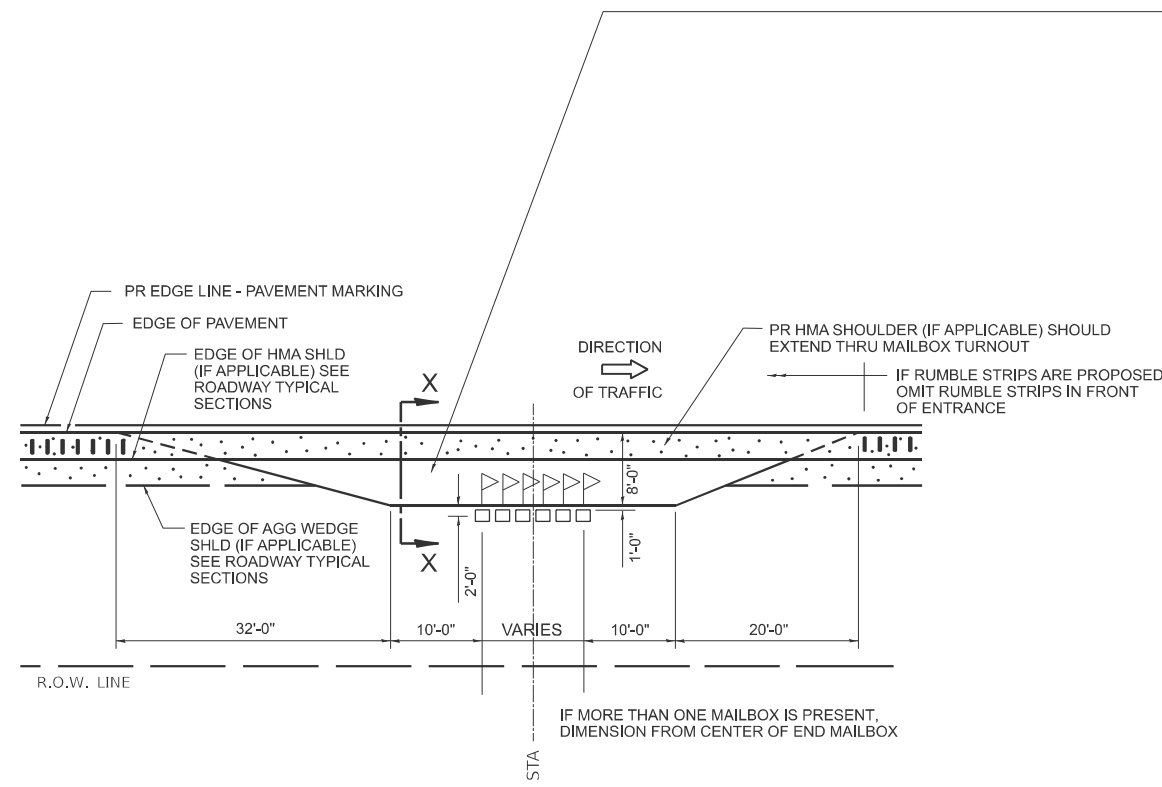 PR EDGE LINE - PAVEMENT MARKING
EDGE OF PAVEMENT
EDGE OF HMA SHLD
(IF APPLICABLE) SEE
ROADWAY TYPICAL
SECTIONS
X
DIRECTION
OF TRAFFIC
PR HMA SHOULDER (IF APPLICABLE) SHOULD
EXTEND THRU MAILBOX TURNOUT
IF RUMBLE STRIPS ARE PROPOSED
OMIT RUMBLE STRIPS IN FRONT
OF ENTRANCE
8'-0"
EDGE OF AGG WEDGE
SHLD (IF APPLICABLE)
SEE ROADWAY TYPICAL
SECTIONS
X
2'-0"
1'-0"
32'-0"
10'-0"
VARIES
10'-0"
20'-0"
R.O.W. LINE
IF MORE THAN ONE MAILBOX IS PRESENT,
DIMENSION FROM CENTER OF END MAILBOX
STA